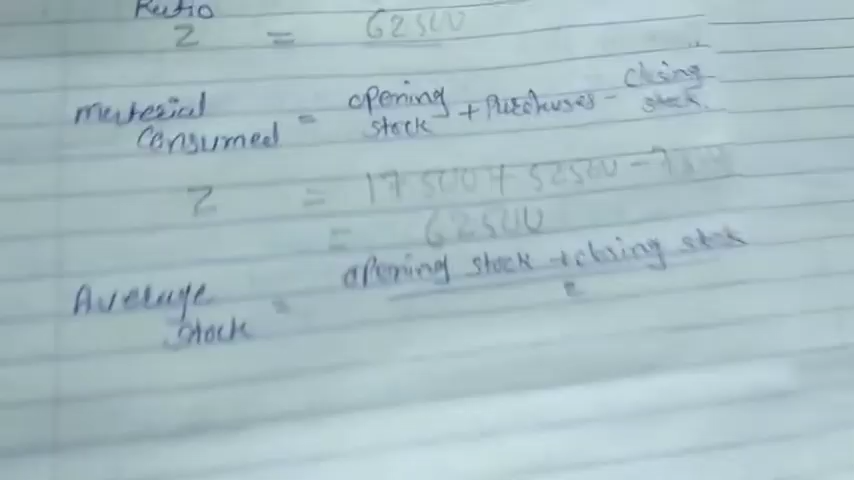 Ratio
Z = 62500
Material Consumed = opening stock + Purchases - Closing stock
Z = 17500 + 52500 -
= 62500
Average Stock = opening stock + closing stock
2